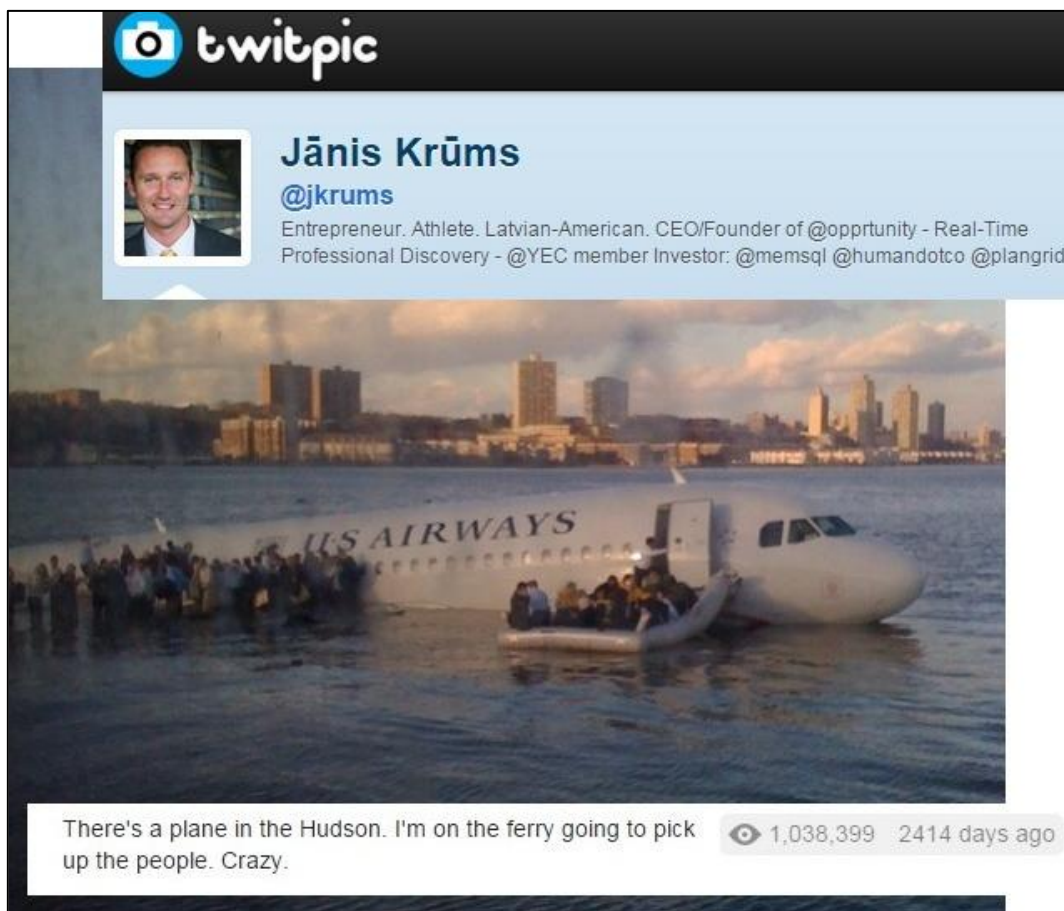 twitpic
Jānis Krūms
@jkrums
Entrepreneur. Athlete. Latvian-American. CEO/Founder of @opprtunity - Real-Time
Professional Discovery - @YEC member Investor: @memsql @humandotco @plangrid
US AIRWAYS
There's a plane in the Hudson. I'm on the ferry going to pick
up the people. Crazy.
1,038,399 2414 days ago